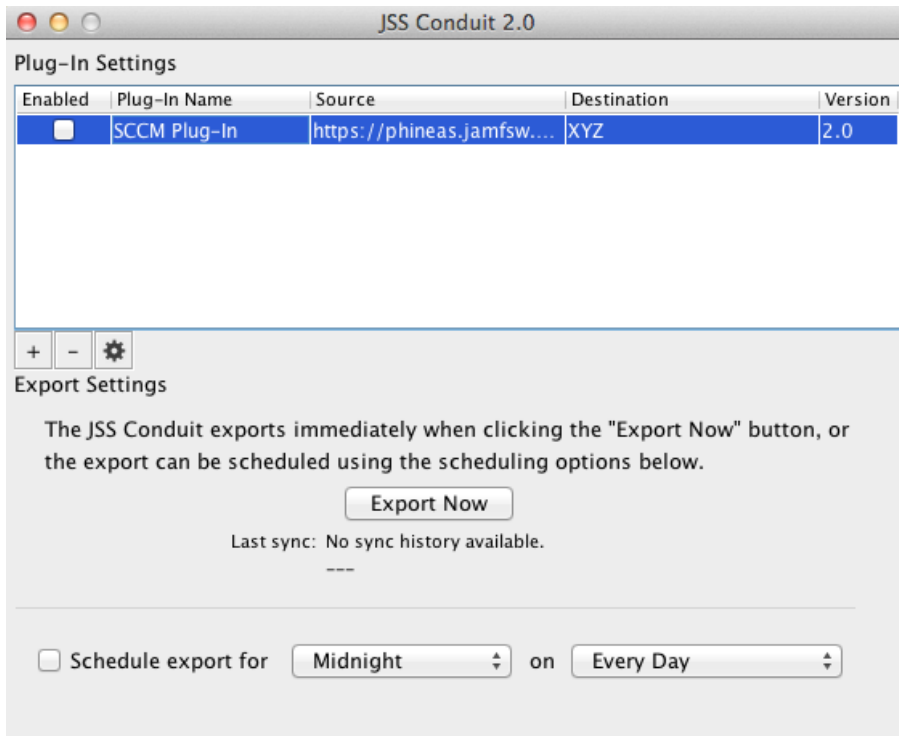 JSS Conduit 2.0
Plug-In Settings
Enabled Plug-In Name Source Destination Version
SCCM Plug-In https://phineas.jamfsw.... XYZ 2.0
+ -
Export Settings
The JSS Conduit exports immediately when clicking the "Export Now" button, or
the export can be scheduled using the scheduling options below.
Export Now
Last sync: No sync history available.
---
Schedule export for Midnight on Every Day